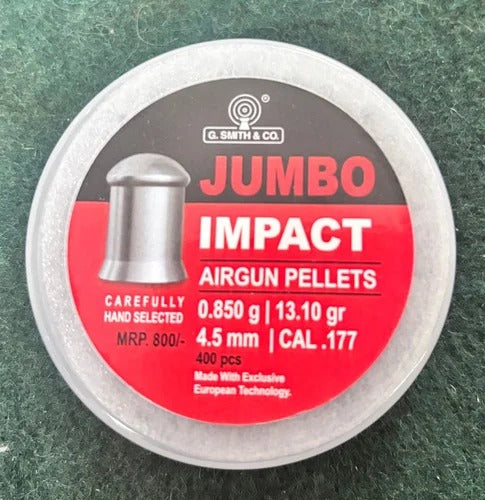 ®
G. SMITH & CO.
JUMBO
IMPACT
AIRGUN PELLETS
CAREFULLY
HAND SELECTED
MRP. 800/-
0.850 g | 13.10 gr
4.5 mm | CAL .177
400 pcs
Made With Exclusive
European Technology.